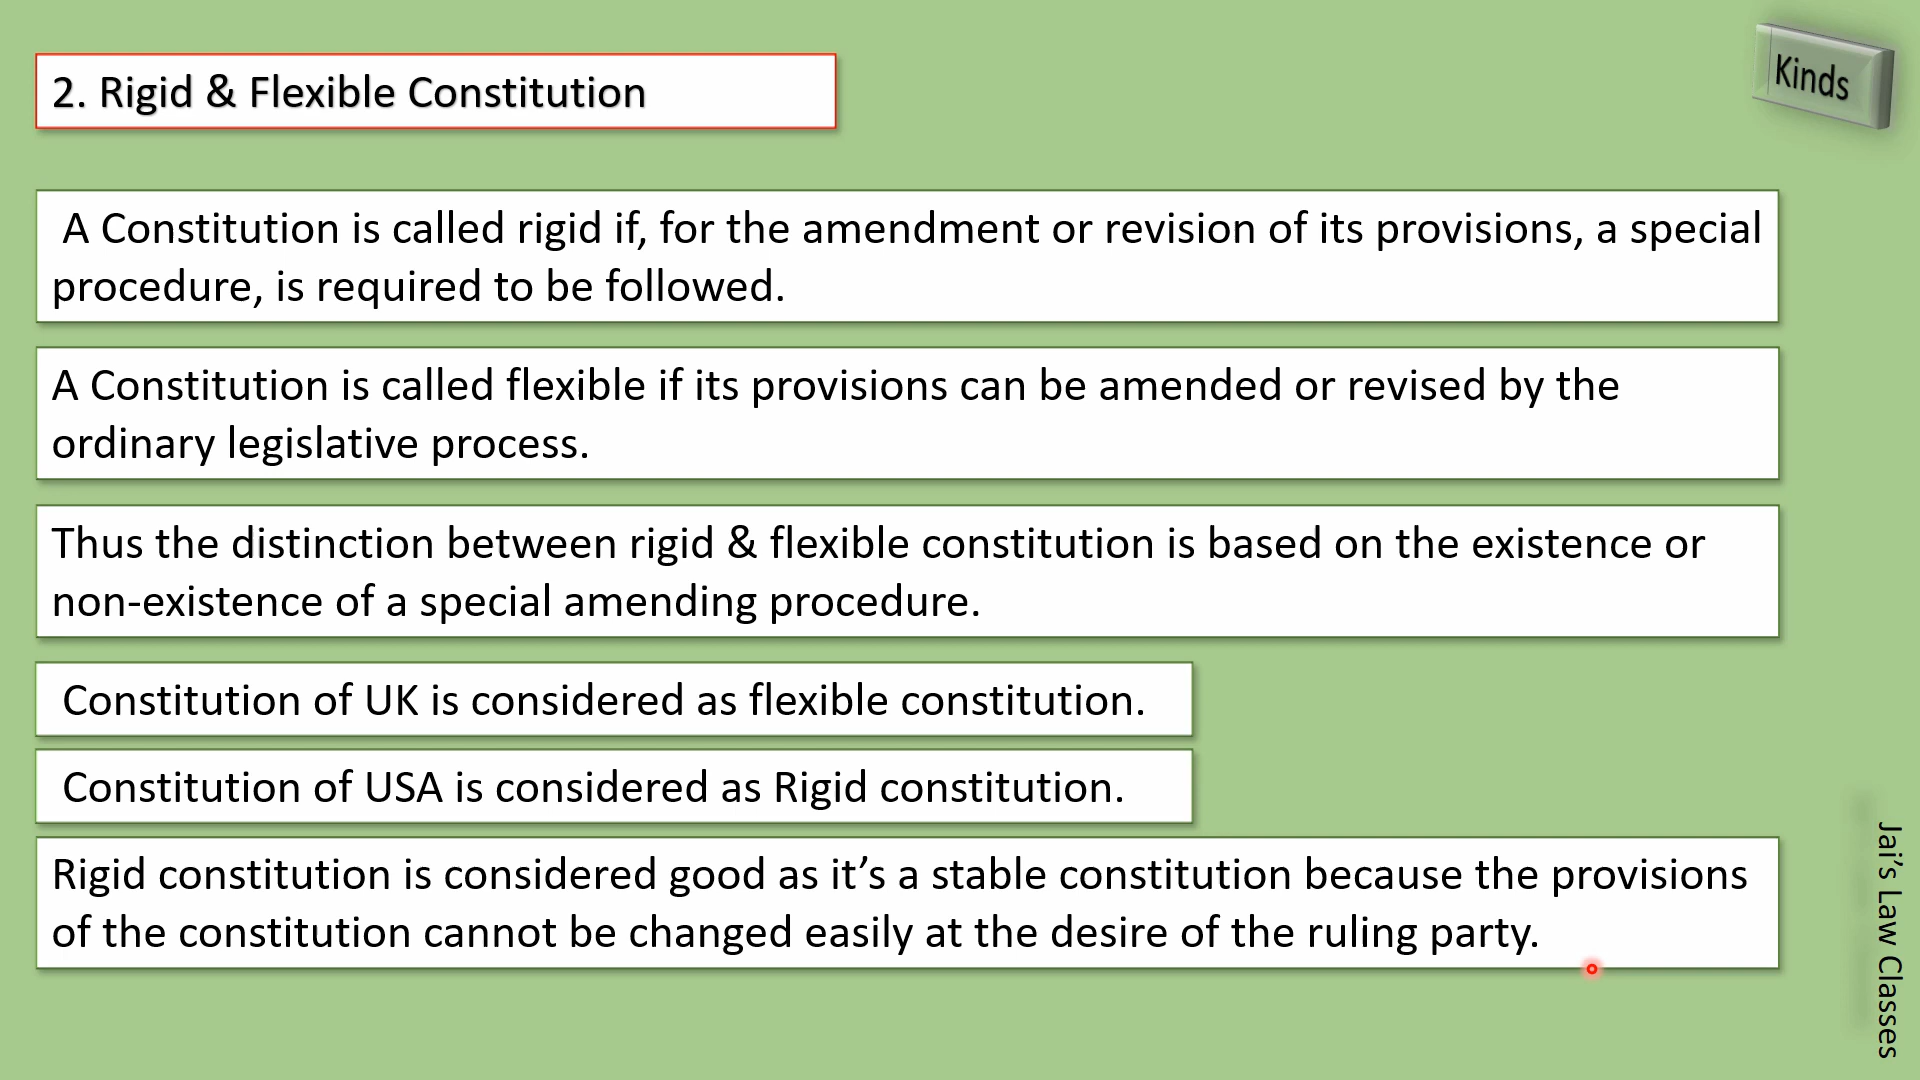 2. Rigid & Flexible Constitution
Kinds
A Constitution is called rigid if, for the amendment or revision of its provisions, a special
procedure, is required to be followed.
A Constitution is called flexible if its provisions can be amended or revised by the
ordinary legislative process.
Thus the distinction between rigid & flexible constitution is based on the existence or
non-existence of a special amending procedure.
Constitution of UK is considered as flexible constitution.
Constitution of USA is considered as Rigid constitution.
Rigid constitution is considered good as it’s a stable constitution because the provisions
of the constitution cannot be changed easily at the desire of the ruling party.
Jai’s Law Classes